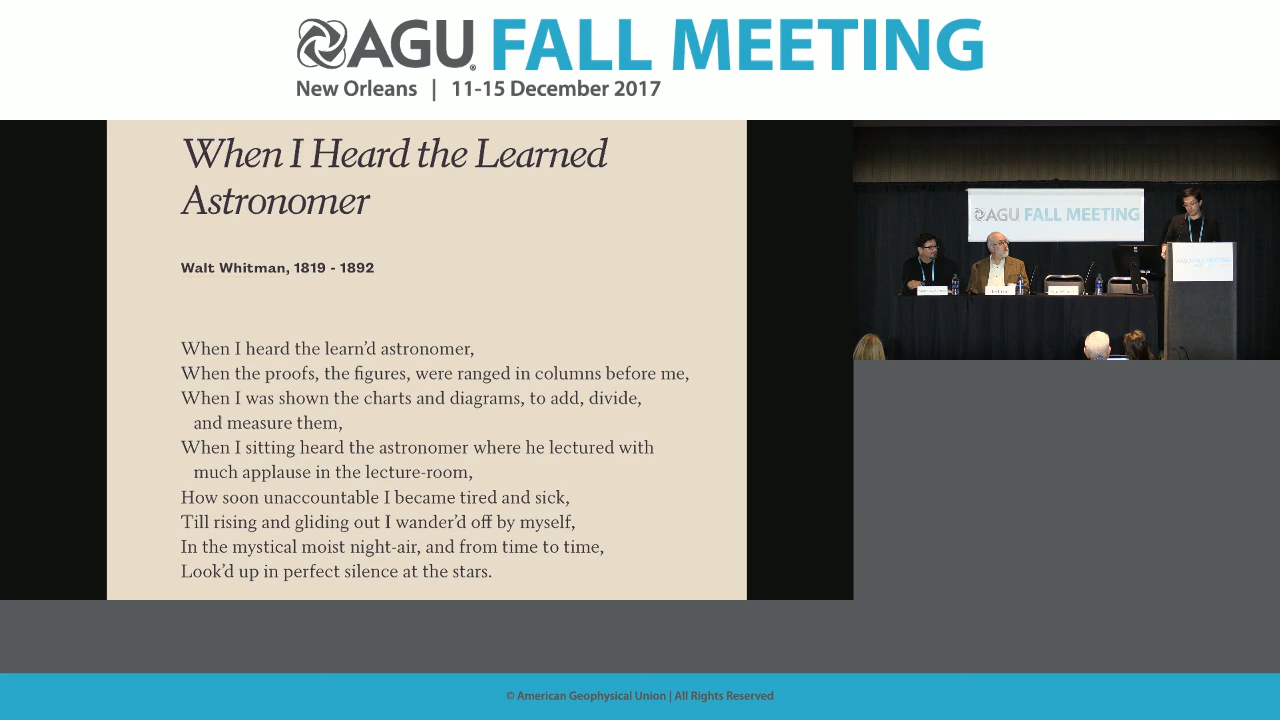 AGU FALL MEETING
New Orleans | 11-15 December 2017
When I Heard the Learned
Astronomer
Walt Whitman, 1819 - 1892
When I heard the learn’d astronomer,
When the proofs, the figures, were ranged in columns before me,
When I was shown the charts and diagrams, to add, divide,
and measure them,
When I sitting heard the astronomer where he lectured with
much applause in the lecture-room,
How soon unaccountable I became tired and sick,
Till rising and gliding out I wander’d off by myself,
In the mystical moist night-air, and from time to time,
Look’d up in perfect silence at the stars.
AGU FALL MEETING
AGU FALL MEETING
© American Geophysical Union | All Rights Reserved